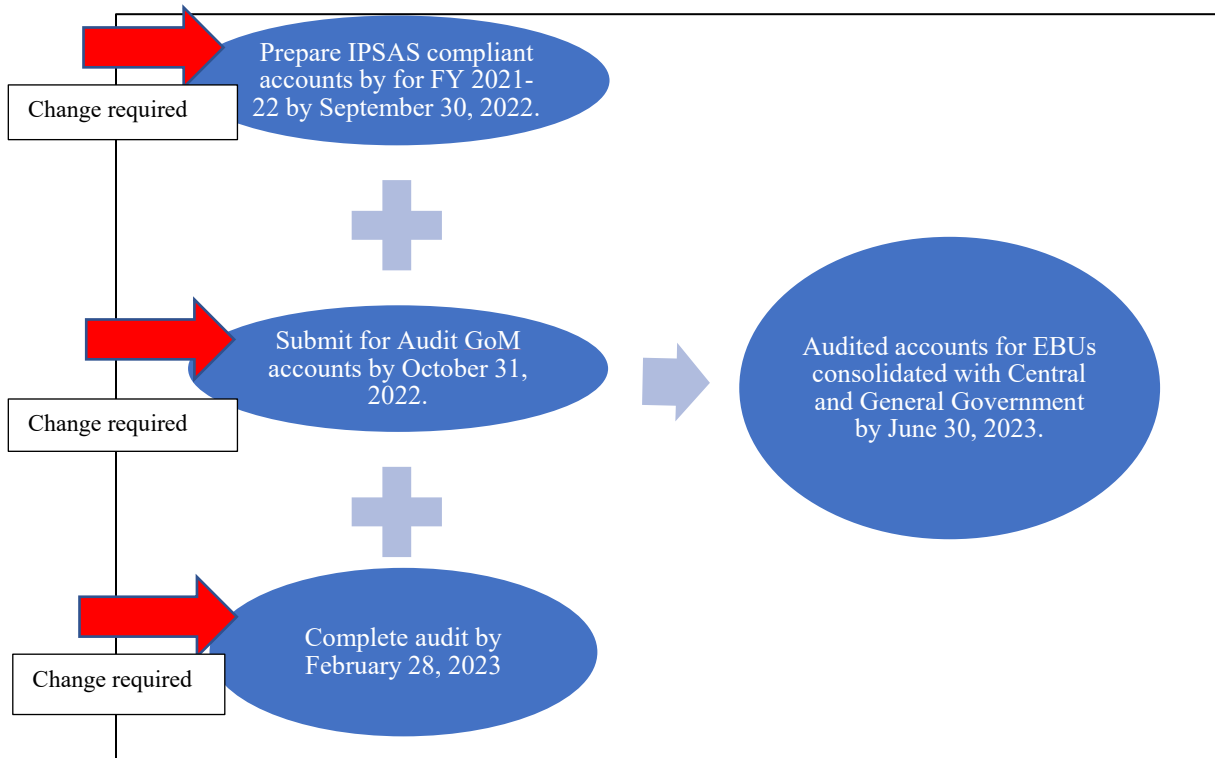 Prepare IPSAS compliant
accounts by for FY 2021-
22 by September 30, 2022.
Change required
Submit for Audit GoM
accounts by October 31,
2022.
Change required
Complete audit by
February 28, 2023
Change required
Audited accounts for EBUs
consolidated with Central
and General Government
by June 30, 2023.